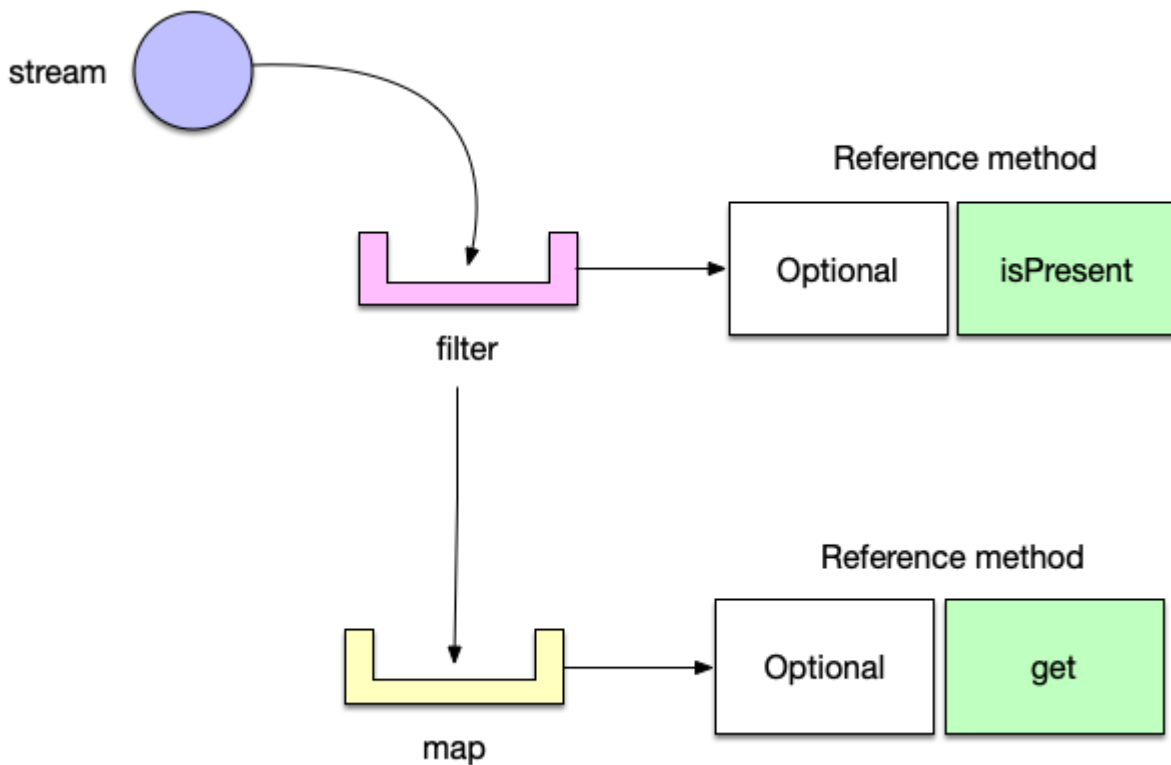 stream
Reference method
Optional
isPresent
filter
Reference method
Optional
get
map